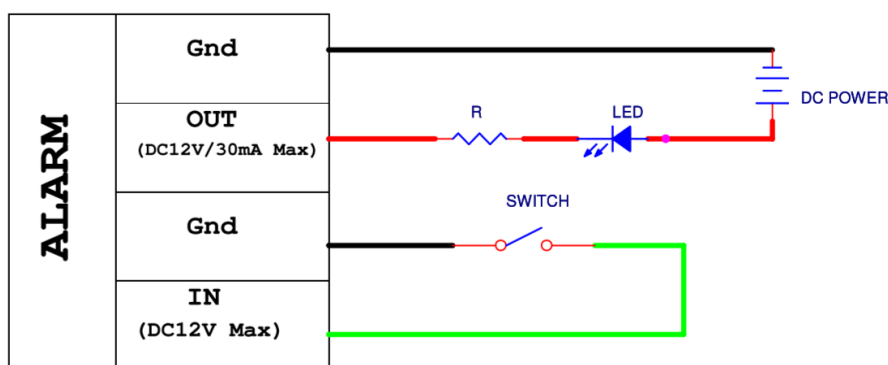 ALARM
Gnd
OUT
(DC12V/30mA Max)
Gnd
IN
(DC12V Max)
R
LED
DC POWER
SWITCH